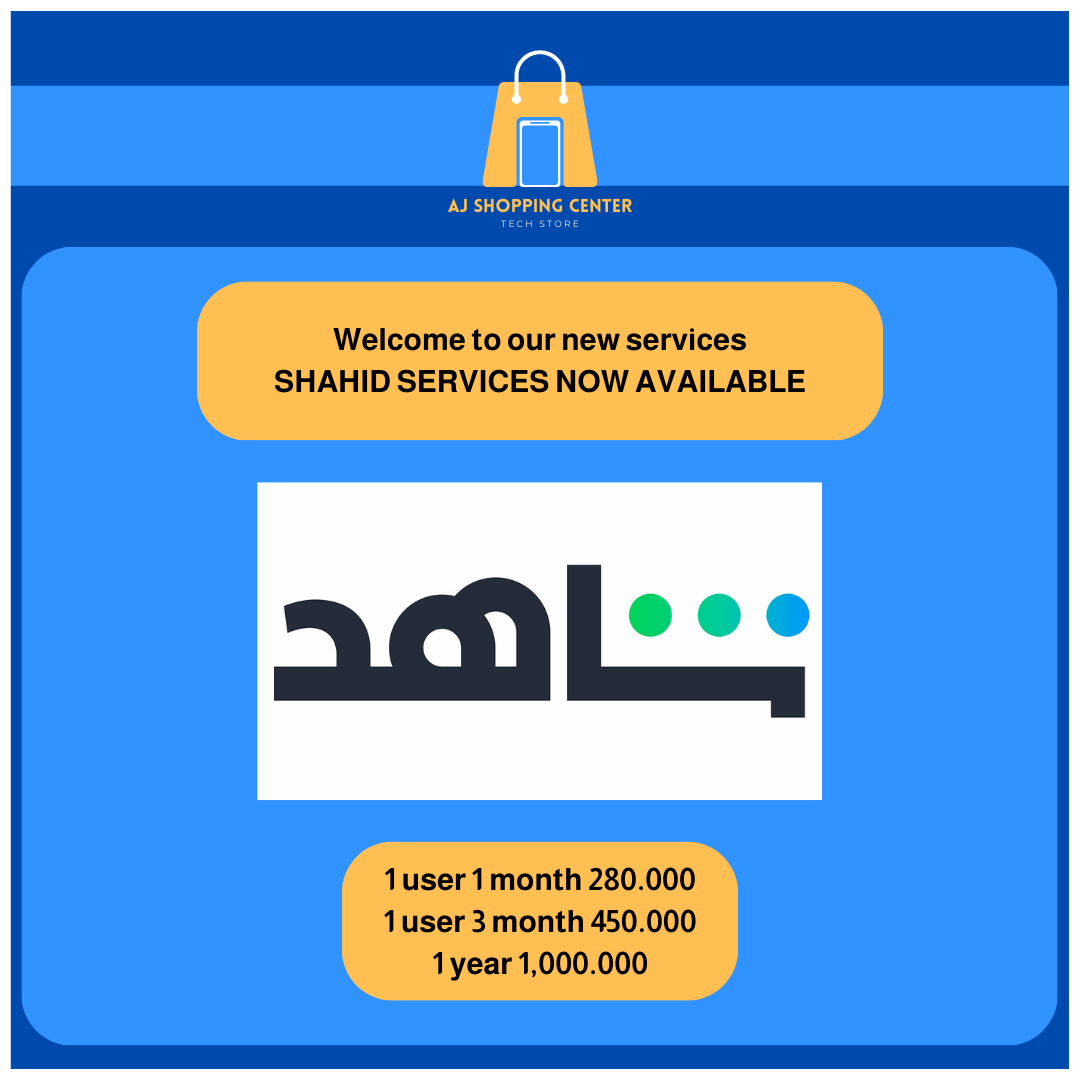 AJ SHOPPING CENTER
TECH STORE
Welcome to our new services
SHAHID SERVICES NOW AVAILABLE
شاهد
1 user 1 month 280.000
1 user 3 month 450.000
1 year 1,000.000